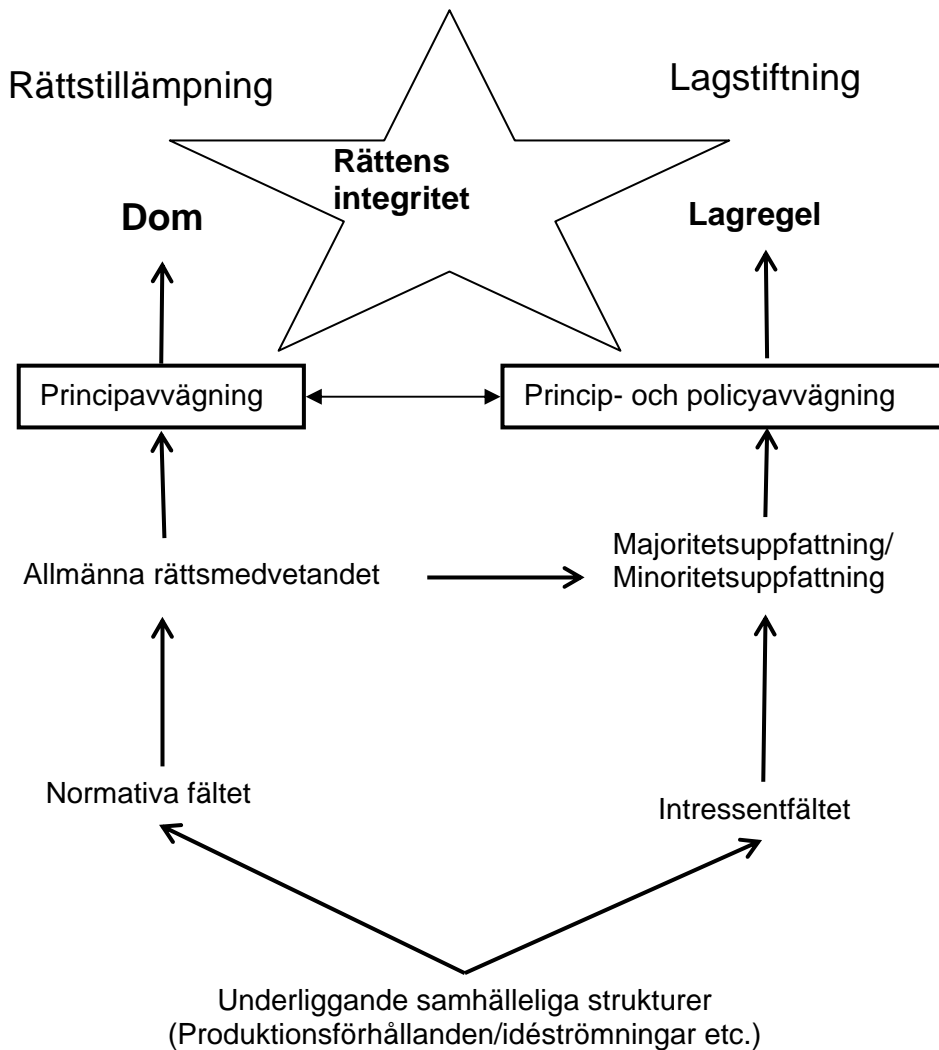 Rättstillämpning
Lagstiftning
Rättens
integritet
Dom
Lagregel
Principavvägning
Princip- och policyavvägning
Allmänna rättsmedvetandet
Majoritetsuppfattning/
Minoritetsuppfattning
Normativa fältet
Intressentfältet
Underliggande samhälleliga strukturer
(Produktionsförhållanden/idéströmningar etc.)